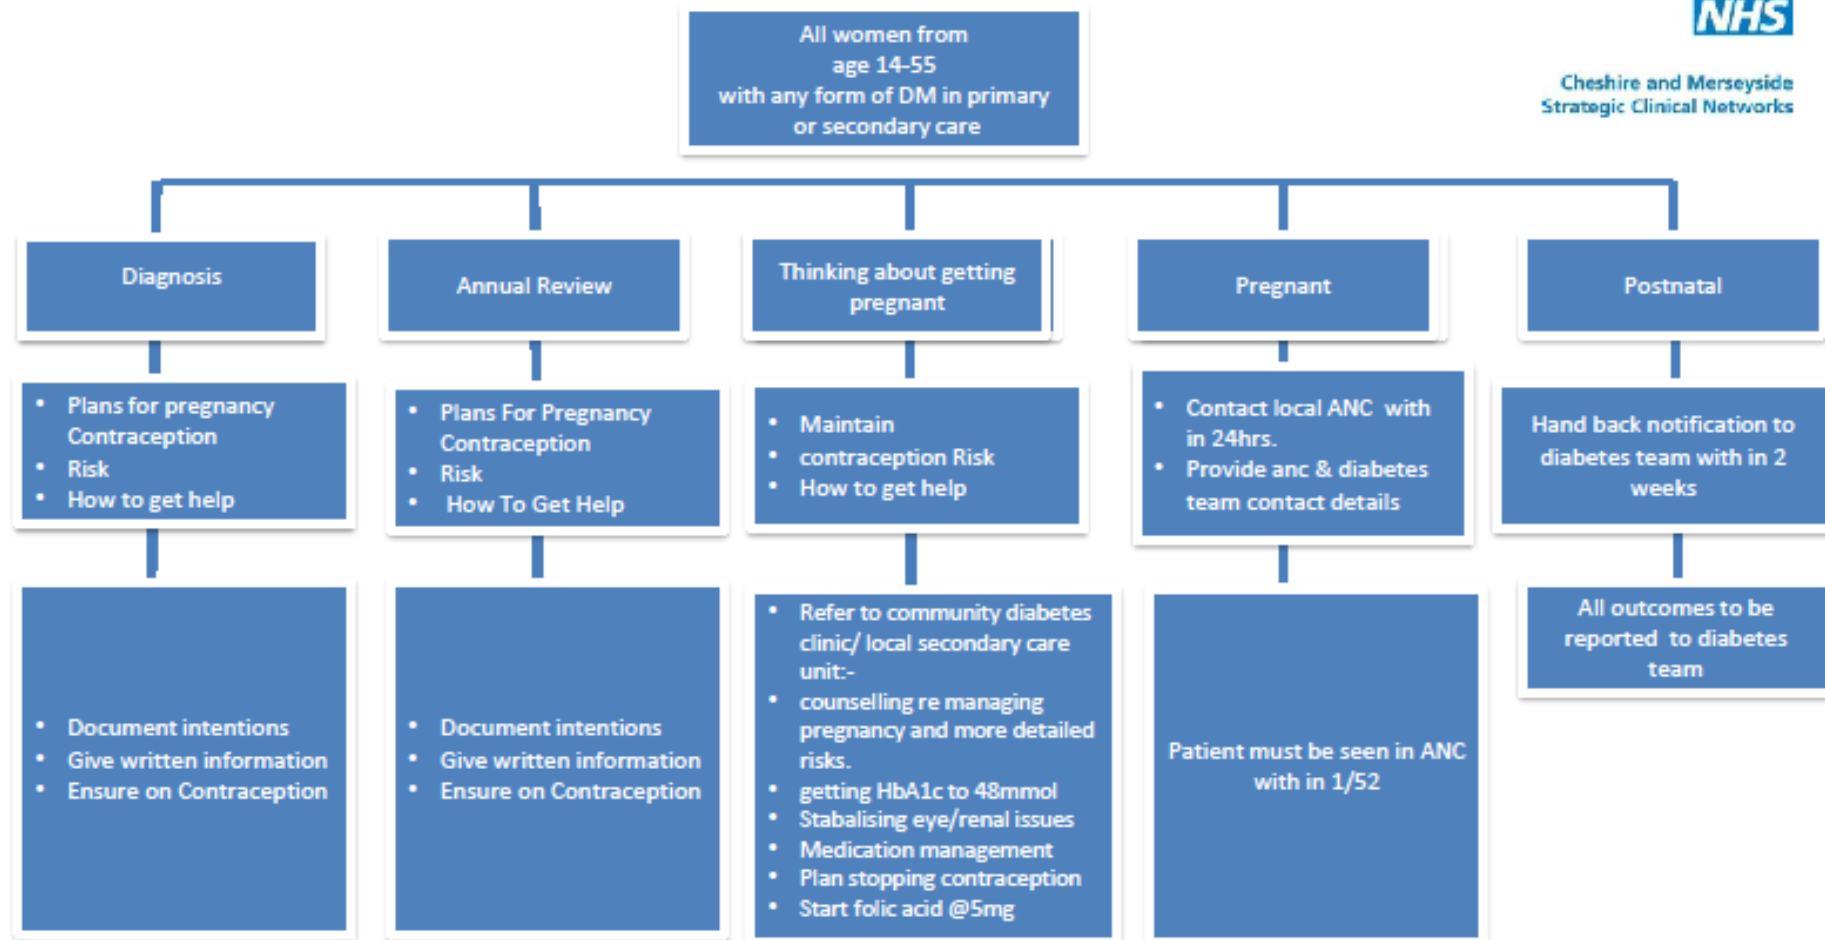 NHS
Cheshire and Merseyside
Strategic Clinical Networks
All women from
age 14-55
with any form of DM in primary
or secondary care
Diagnosis
Annual Review
Thinking about getting
pregnant
Pregnant
Postnatal
• Plans for pregnancy
Contraception
• Risk
• How to get help
• Plans For Pregnancy
Contraception
• Risk
• How To Get Help
• Maintain
• contraception Risk
• How to get help
• Contact local ANC with
in 24hrs.
• Provide anc & diabetes
team contact details
Hand back notification to
diabetes team with in 2
weeks
• Document intentions
• Give written information
• Ensure on Contraception
• Document intentions
• Give written information
• Ensure on Contraception
• Refer to community diabetes
clinic/ local secondary care
unit:-
• counselling re managing
pregnancy and more detailed
risks.
• getting HbA1c to 48mmol
• Stabalising eye/renal issues
• Medication management
• Plan stopping contraception
• Start folic acid @5mg
Patient must be seen in ANC
with in 1/52
All outcomes to be
reported to diabetes
team